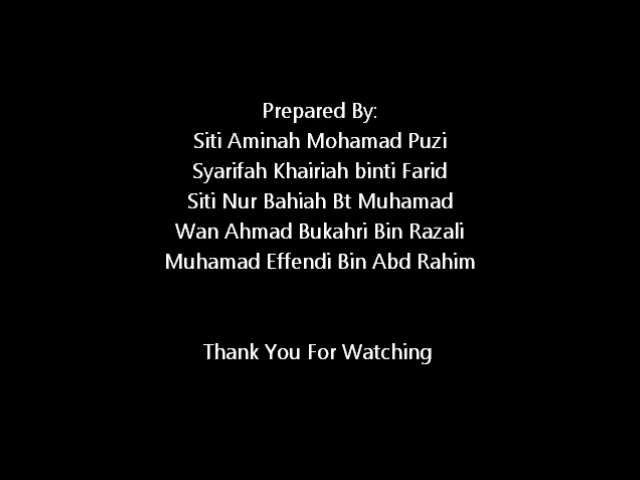 Prepared By:
Siti Aminah Mohamad Puzi
Syarifah Khairiah binti Farid
Siti Nur Bahiah Bt Muhamad
Wan Ahmad Bukahri Bin Razali
Muhamad Effendi Bin Abd Rahim
Thank You For Watching